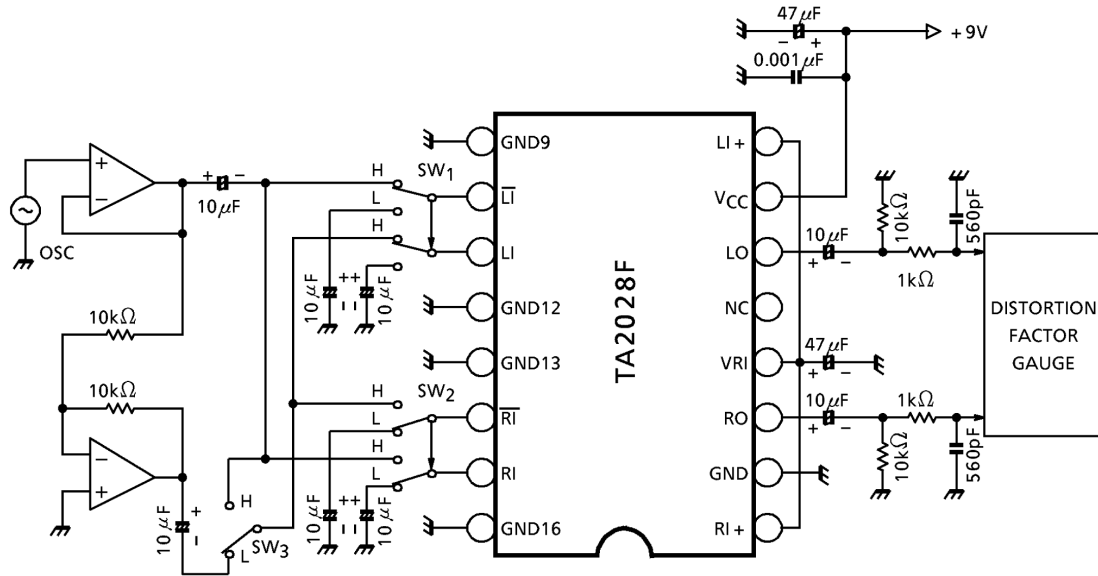 47μF
− +
+9V
0.001μF
OSC
+
−
+ −
10μF
H
SW1
L
H
L
10μF
++
− −
10μF
10kΩ
10kΩ
−
+
10μF
+
−
H
L
SW3
H
SW2
L
H
L
10μF
++
− −
10μF
GND9
L̅I̅
LI
GND12
GND13
R̅I̅
RI
GND16
TA2028F
LI+
VCC
LO
NC
VRI
RO
GND
RI+
10μF
+ −
10kΩ
1kΩ
560pF
47μF
+ −
10μF
+ −
10kΩ
1kΩ
560pF
DISTORTION
FACTOR
GAUGE